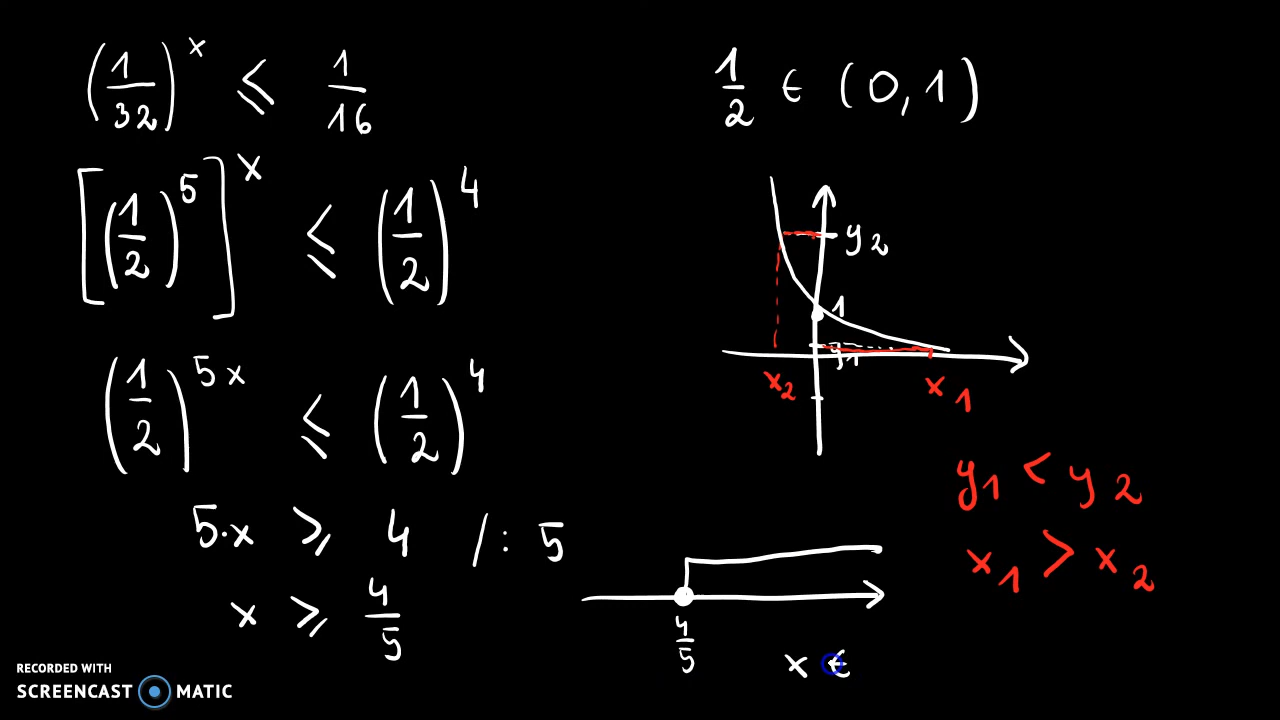 (1/32)^x ≤ 1/16
[(1/2)^5]^x ≤ (1/2)^4
(1/2)^5x ≤ (1/2)^4
5·x ≥ 4 /: 5
x ≥ 4/5
1/2 ∈ (0, 1)
y2
1
y1
x2 x1
y1 < y2
x1 > x2
4/5
x ∈
RECORDED WITH
SCREENCAST MATIC